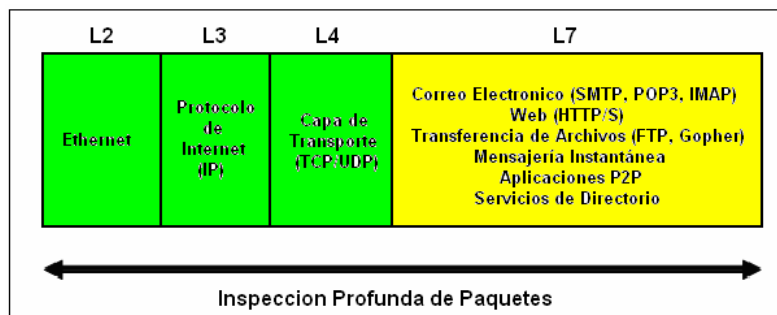 L2
L3
L4
L7
Ethernet
Protocolo
de
Internet
(IP)
Capa de
Transporte
(TCP/UDP)
Correo Electronico (SMTP, POP3, IMAP)
Web (HTTP/S)
Transferencia de Archivos (FTP, Gopher)
Mensajería Instantánea
Aplicaciones P2P
Servicios de Directorio
Inspeccion Profunda de Paquetes